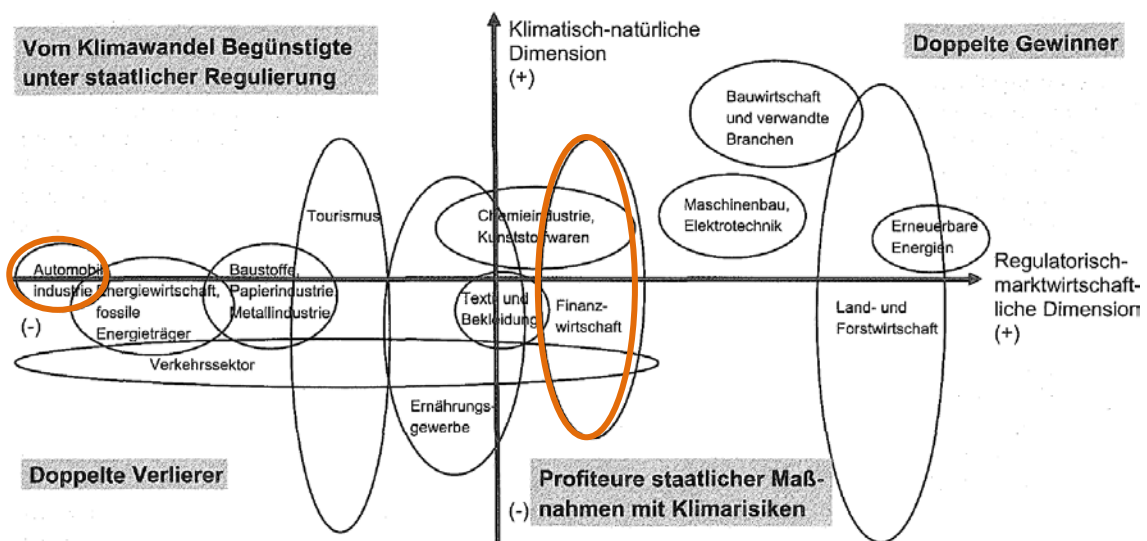 Vom Klimawandel Begünstigte
unter staatlicher Regulierung
Klimatisch-natürliche
Dimension
(+)
Doppelte Gewinner
Bauwirtschaft
und verwandte
Branchen
Tourismus
Chemieindustrie,
Kunststoffwaren
Maschinenbau,
Elektrotechnik
Erneuerbare
Energien
Automobil-
industrie
(-)
Energiewirtschaft,
fossile
Energieträger
Baustoffe,
Papierindustrie,
Metallindustrie
Textil- und
Bekleidung
Finanz-
wirtschaft
Land- und
Forstwirtschaft
Regulatorisch-
marktwirtschaft-
liche Dimension
(+)
Verkehrssektor
Ernährungs-
gewerbe
Doppelte Verlierer
(-)
Profiteure staatlicher Maß-
nahmen mit Klimarisiken